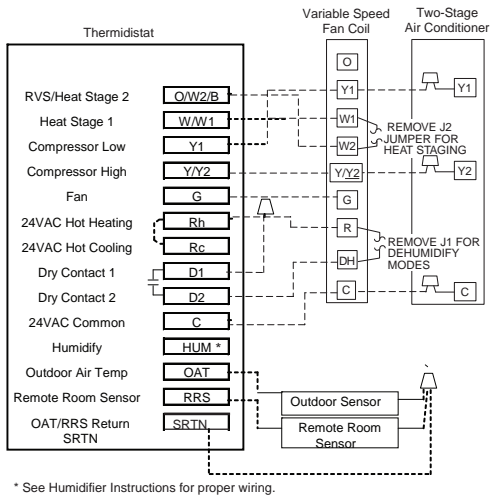 Variable Speed
Fan Coil
Two-Stage
Air Conditioner
Thermidistat
RVS/Heat Stage 2 O/W2/B
Heat Stage 1 W/W1
Compressor Low Y1
Compressor High Y/Y2
Fan G
24VAC Hot Heating Rh
24VAC Hot Cooling Rc
Dry Contact 1 D1
Dry Contact 2 D2
24VAC Common C
Humidify HUM *
Outdoor Air Temp OAT
Remote Room Sensor RRS
OAT/RRS Return
SRTN
SRTN
O
Y1
W1
W2
Y/Y2
G
R
DH
C
REMOVE J2
JUMPER FOR
HEAT STAGING
REMOVE J1 FOR
DEHUMIDIFY
MODES
Y1
Y2
C
Outdoor Sensor
Remote Room
Sensor
* See Humidifier Instructions for proper wiring.